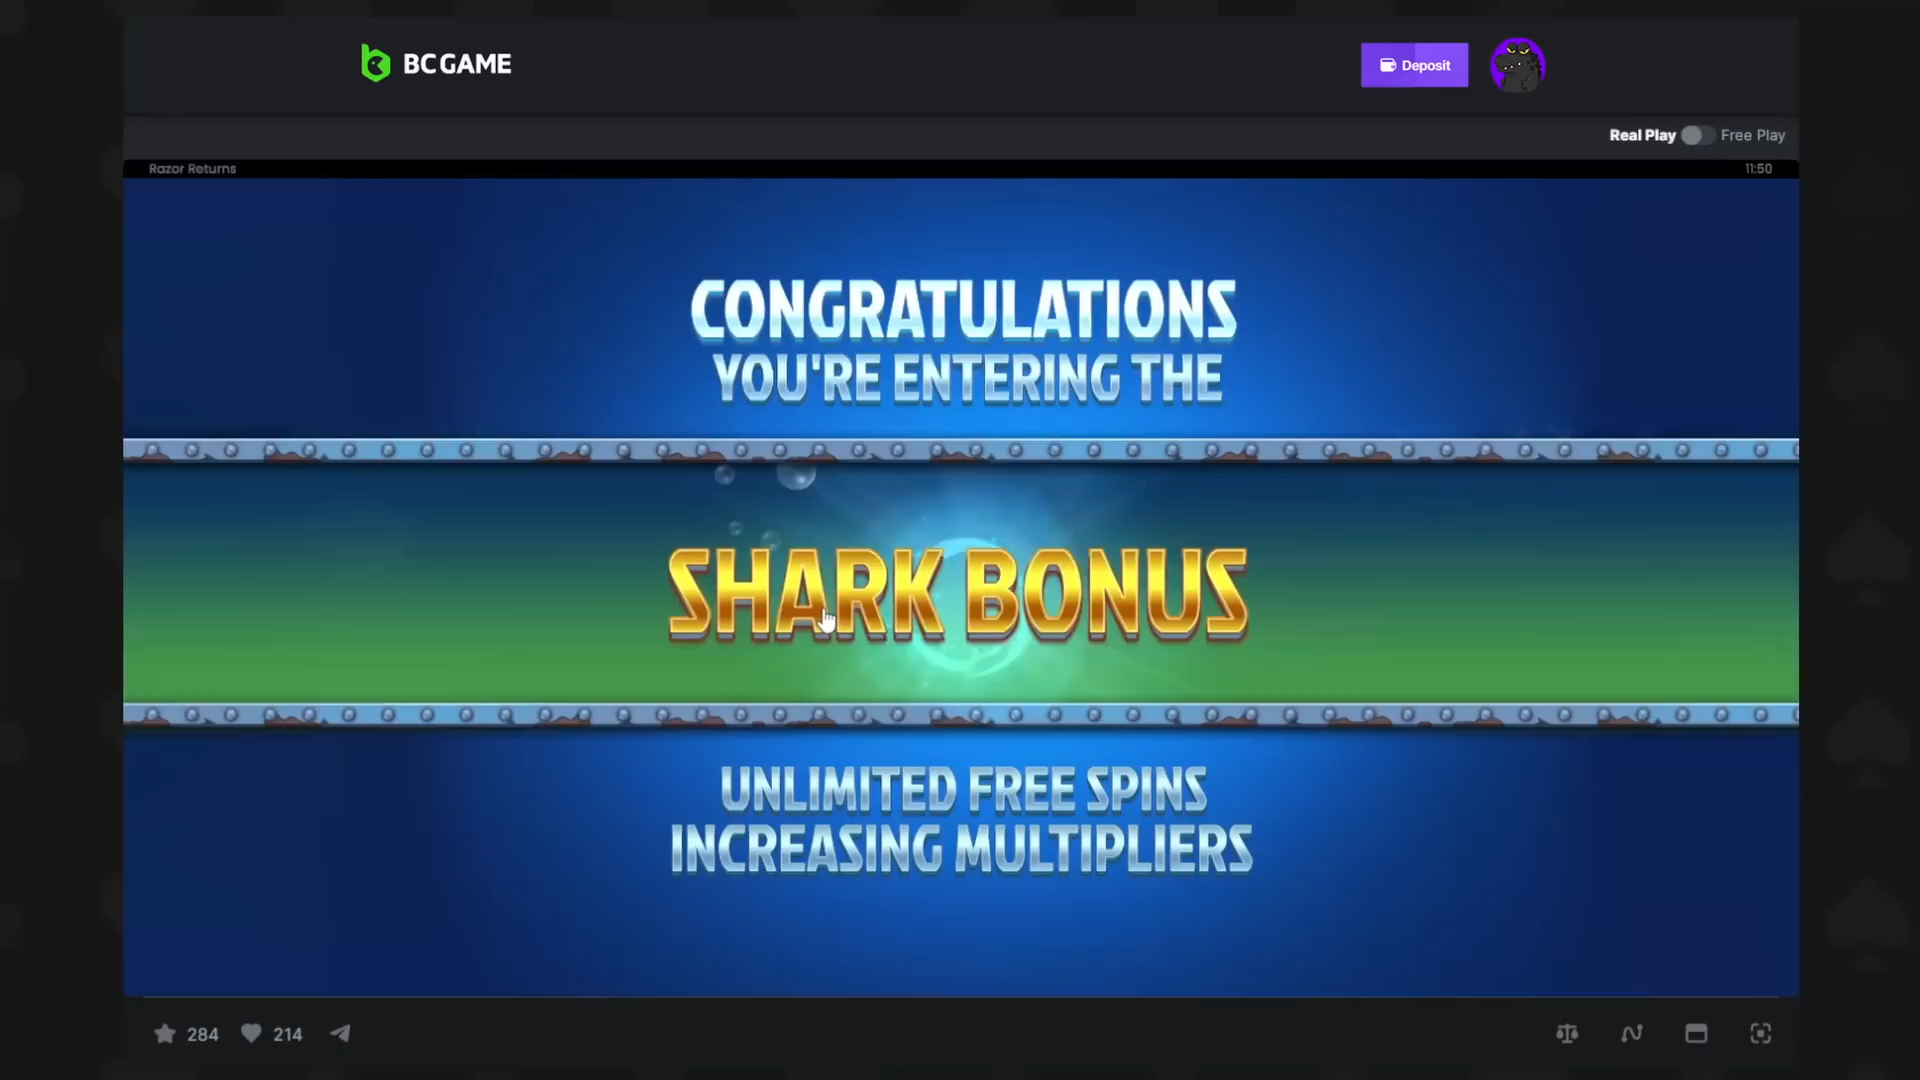 BC GAME
Deposit
Real Play Free Play
Razor Returns 11:50
CONGRATULATIONS
YOU'RE ENTERING THE
SHARK BONUS
UNLIMITED FREE SPINS
INCREASING MULTIPLIERS
284 214